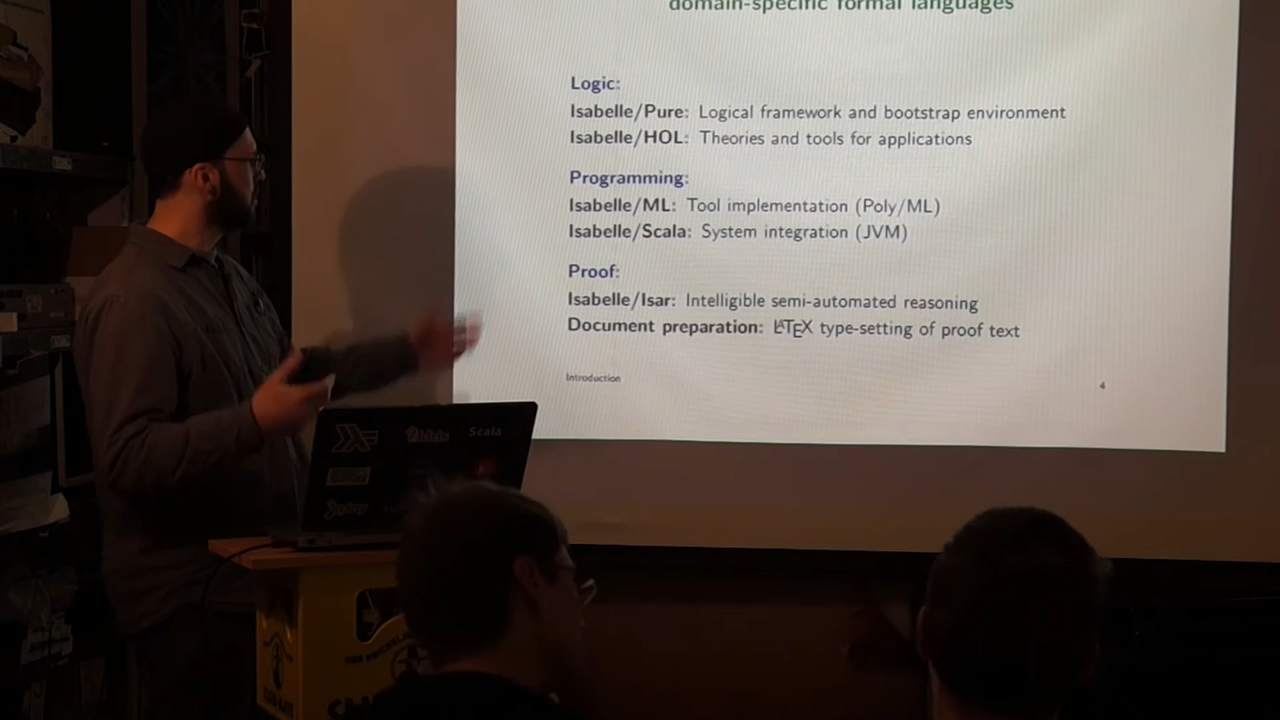 domain-specific formal languages
Logic:
Isabelle/Pure: Logical framework and bootstrap environment
Isabelle/HOL: Theories and tools for applications
Programming:
Isabelle/ML: Tool implementation (Poly/ML)
Isabelle/Scala: System integration (JVM)
Proof:
Isabelle/Isar: Intelligible semi-automated reasoning
Document preparation: LATEX type-setting of proof text
Introduction
4
Scala